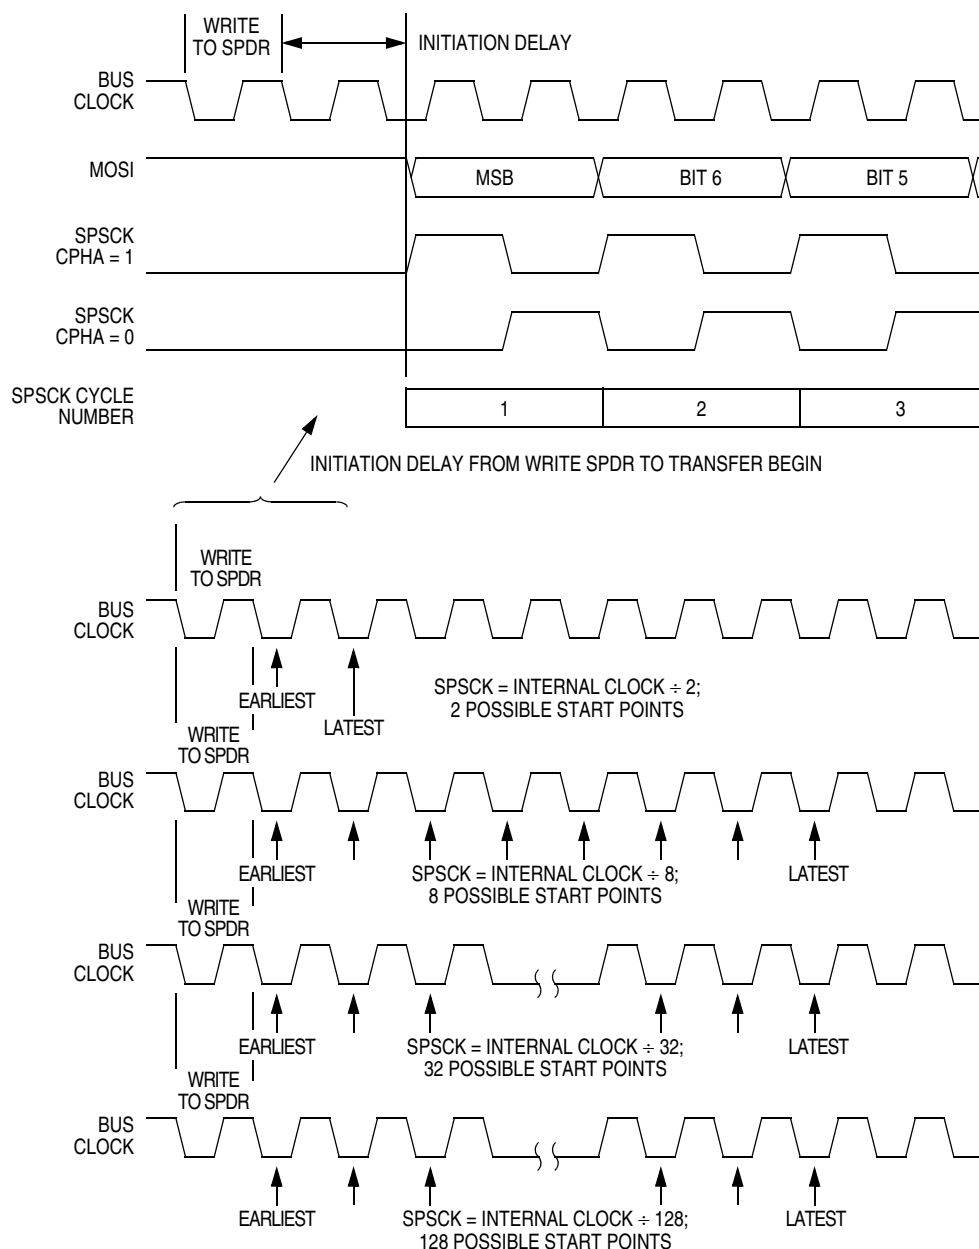 WRITE
TO SPDR
INITIATION DELAY
BUS
CLOCK
MOSI
MSB
BIT 6
BIT 5
SPSCK
CPHA = 1
SPSCK
CPHA = 0
SPSCK CYCLE
NUMBER
1
2
3
INITIATION DELAY FROM WRITE SPDR TO TRANSFER BEGIN
WRITE
TO SPDR
BUS
CLOCK
EARLIEST
LATEST
SPSCK = INTERNAL CLOCK ÷ 2;
2 POSSIBLE START POINTS
WRITE
TO SPDR
BUS
CLOCK
EARLIEST
SPSCK = INTERNAL CLOCK ÷ 8;
8 POSSIBLE START POINTS
LATEST
WRITE
TO SPDR
BUS
CLOCK
EARLIEST
SPSCK = INTERNAL CLOCK ÷ 32;
32 POSSIBLE START POINTS
LATEST
WRITE
TO SPDR
BUS
CLOCK
EARLIEST
SPSCK = INTERNAL CLOCK ÷ 128;
128 POSSIBLE START POINTS
LATEST